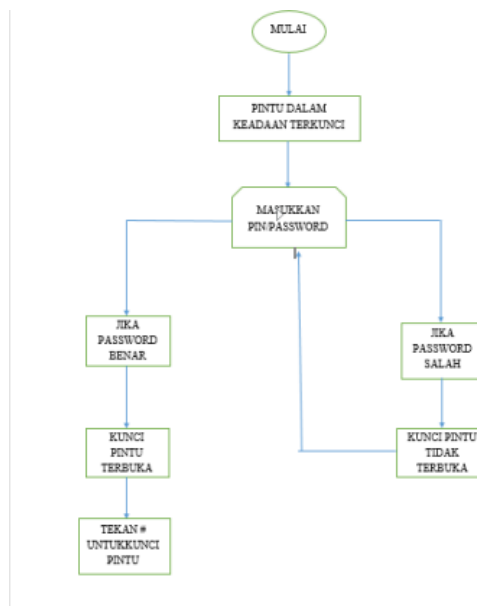 MULAI
PINTU DALAM
KEADAAN TERKUNCI
MASUKKAN
PIN/PASSWORD
JIKA
PASSWORD
BENAR
JIKA
PASSWORD
SALAH
KUNCI
PINTU
TERBUKA
KUNCI PINTU
TIDAK
TERBUKA
TEKAN #
UNTUKKUNCI
PINTU